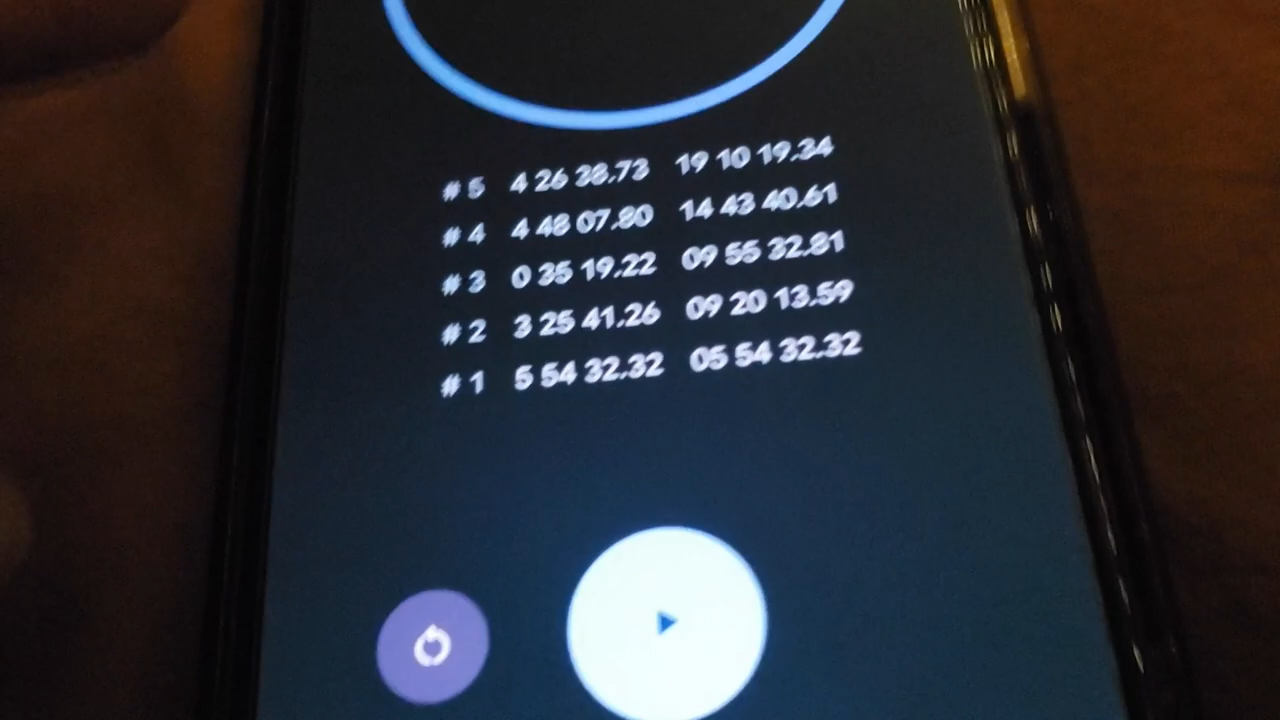 # 5 4 26 38.73 19 10 19.34
# 4 4 48 07.80 14 43 40.61
# 3 0 35 19.22 09 55 32.81
# 2 3 25 41.26 09 20 13.59
# 1 5 54 32.32 05 54 32.32